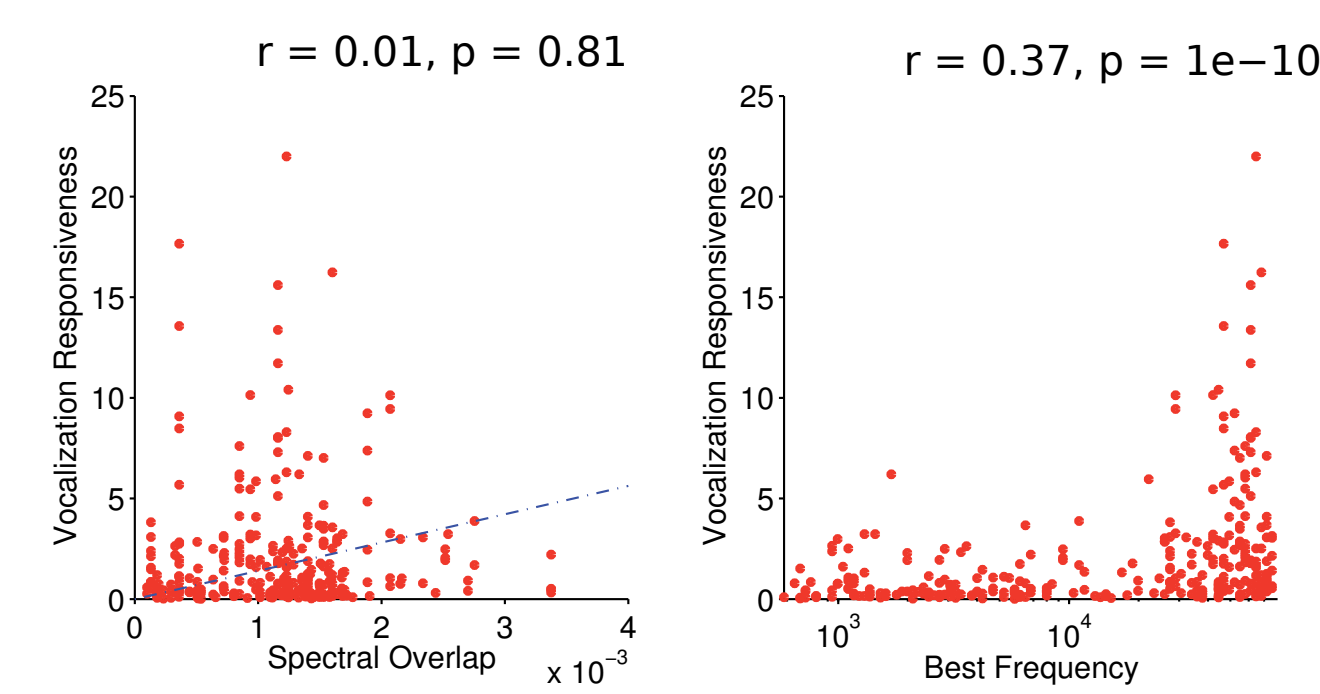 r = 0.01, p = 0.81
25
20
15
10
5
0
Vocalization Responsiveness
0 1 2 3 4
Spectral Overlap
x 10⁻³
r = 0.37, p = 1e−10
25
20
15
10
5
0
Vocalization Responsiveness
10³ 10⁴
Best Frequency